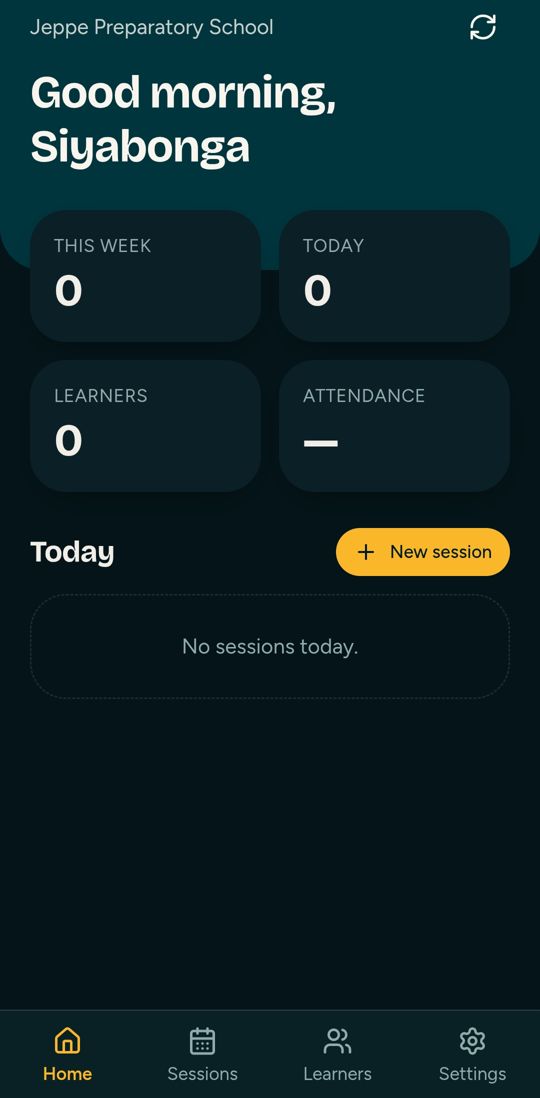 Jeppe Preparatory School
Good morning,
Siyabonga
THIS WEEK
0
TODAY
0
LEARNERS
0
ATTENDANCE
—
Today
New session
No sessions today.
Home
Sessions
Learners
Settings